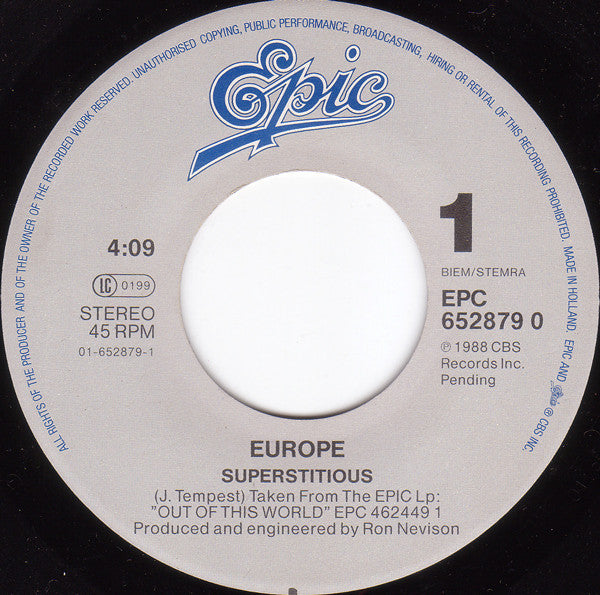 ALL RIGHTS OF THE PRODUCER AND OF THE OWNER OF THE RECORDED WORK RESERVED. UNAUTHORISED COPYING, PUBLIC PERFORMANCE, BROADCASTING, HIRING OR RENTAL OF THIS RECORDING PROHIBITED. MADE IN HOLLAND. EPIC AND Epic ® CBS INC.
Epic
1
4:09
LC 0199
STEREO
45 RPM
01-652879-1
BIEM/STEMRA
EPC
652879 0
℗ 1988 CBS
Records Inc.
Pending
EUROPE
SUPERSTITIOUS
(J. Tempest) Taken From The EPIC Lp:
"OUT OF THIS WORLD" EPC 462449 1
Produced and engineered by Ron Nevison